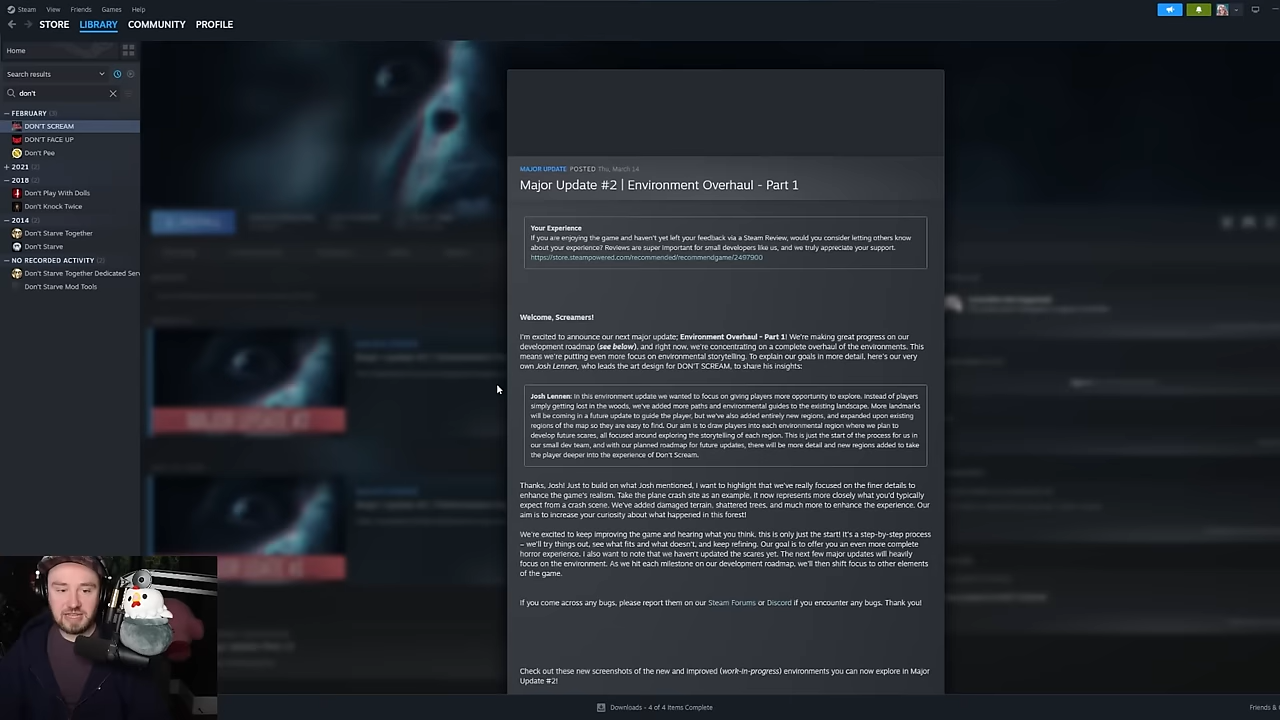 Steam View Friends Games Help
STORE LIBRARY COMMUNITY PROFILE
Home
Search results
don't
FEBRUARY (3)
DON'T SCREAM
DON'T FACE UP
Don't Pee
2021 (2)
2018 (2)
Don't Play With Dolls
Don't Knock Twice
2014 (2)
Don't Starve Together
Don't Starve
NO RECORDED ACTIVITY (2)
Don't Starve Together Dedicated Serv
Don't Starve Mod Tools
MAJOR UPDATE POSTED Thu, March 14
Major Update #2 | Environment Overhaul - Part 1
Your Experience
If you are enjoying the game and haven't yet left your feedback via a Steam Review, would you consider letting others know
about your experience? Reviews are super important for small developers like us, and we truly appreciate your support.
https://store.steampowered.com/recommended/recommendgame/2497900
Welcome, Screamers!
I'm excited to announce our next major update; Environment Overhaul - Part 1! We're making great progress on our
development roadmap (see below), and right now, we're concentrating on a complete overhaul of the environments. This
means we're putting even more focus on environmental storytelling. To explain our goals in more detail, here's our very
own Josh Lennen, who leads the art design for DON'T SCREAM, to share his insights:
Josh Lennen: In this environment update we wanted to focus on giving players more opportunity to explore. Instead of players
simply getting lost in the woods, we've added more paths and environmental guides to the existing landscape. More landmarks
will be coming in a future update to guide the player, but we've also added entirely new regions, and expanded upon existing
regions of the map so they are easy to find. Our aim is to draw players into each environmental region where we plan to
develop future scares, all focused around exploring the storytelling of each region. This is just the start of the process for us in
our small dev team, and with our planned roadmap for future updates, there will be more detail and new regions added to take
the player deeper into the experience of Don't Scream.
Thanks, Josh! Just to build on what Josh mentioned, I want to highlight that we've really focused on the finer details to
enhance the game's realism. Take the plane crash site as an example, it now represents more closely what you'd typically
expect from a crash scene. We've added damaged terrain, shattered trees, and much more to enhance the experience. Our
aim is to increase your curiosity about what happened in this forest!
We're excited to keep improving the game and hearing what you think, this is only just the start! It's a step-by-step process
– we'll try things out, see what fits and what doesn't, and keep refining. Our goal is to offer you an even more complete
horror experience. I also want to note that we haven't updated the scares yet. The next few major updates will heavily
focus on the environment. As we hit each milestone on our development roadmap, we'll then shift focus to other elements
of the game.
If you come across any bugs, please report them on our Steam Forums or Discord if you encounter any bugs. Thank you!
Check out these new screenshots of the new and improved (work-in-progress) environments you can now explore in Major
Update #2!
Downloads - 4 of 4 Items Complete
Friends &